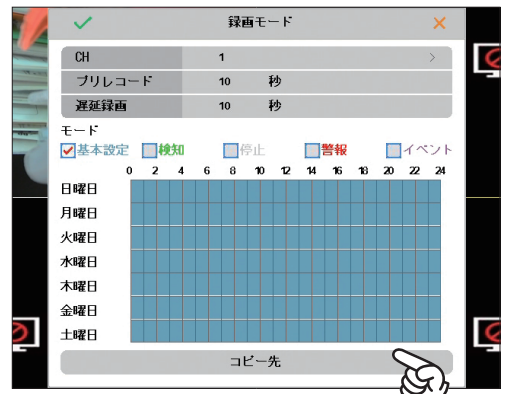 録画モード
CH 1 >
プリレコード 10 秒
遅延録画 10 秒
モード
基本設定 検知 停止 警報 イベント
0 2 4 6 8 10 12 14 16 18 20 22 24
日曜日
月曜日
火曜日
水曜日
木曜日
金曜日
土曜日
コピー先